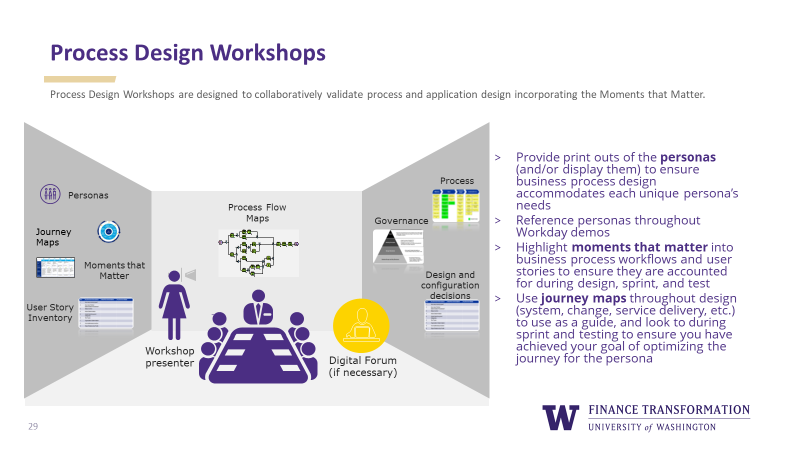 Process Design Workshops
Process Design Workshops are designed to collaboratively validate process and application design incorporating the Moments that Matter.
Personas
Journey
Maps
Moments that
Matter
User Story
Inventory
Process Flow
Maps
Workshop
presenter
Digital Forum
(if necessary)
Process
Governance
Design and
configuration
decisions
> Provide print outs of the personas
(and/or display them) to ensure
business process design
accommodates each unique persona's
needs
> Reference personas throughout
Workday demos
> Highlight moments that matter into
business process workflows and user
stories to ensure they are accounted
for during design, sprint, and test
> Use journey maps throughout design
(system, change, service delivery, etc.)
to use as a guide, and look to during
sprint and testing to ensure you have
achieved your goal of optimizing the
journey for the persona
29
W FINANCE TRANSFORMATION
UNIVERSITY of WASHINGTON